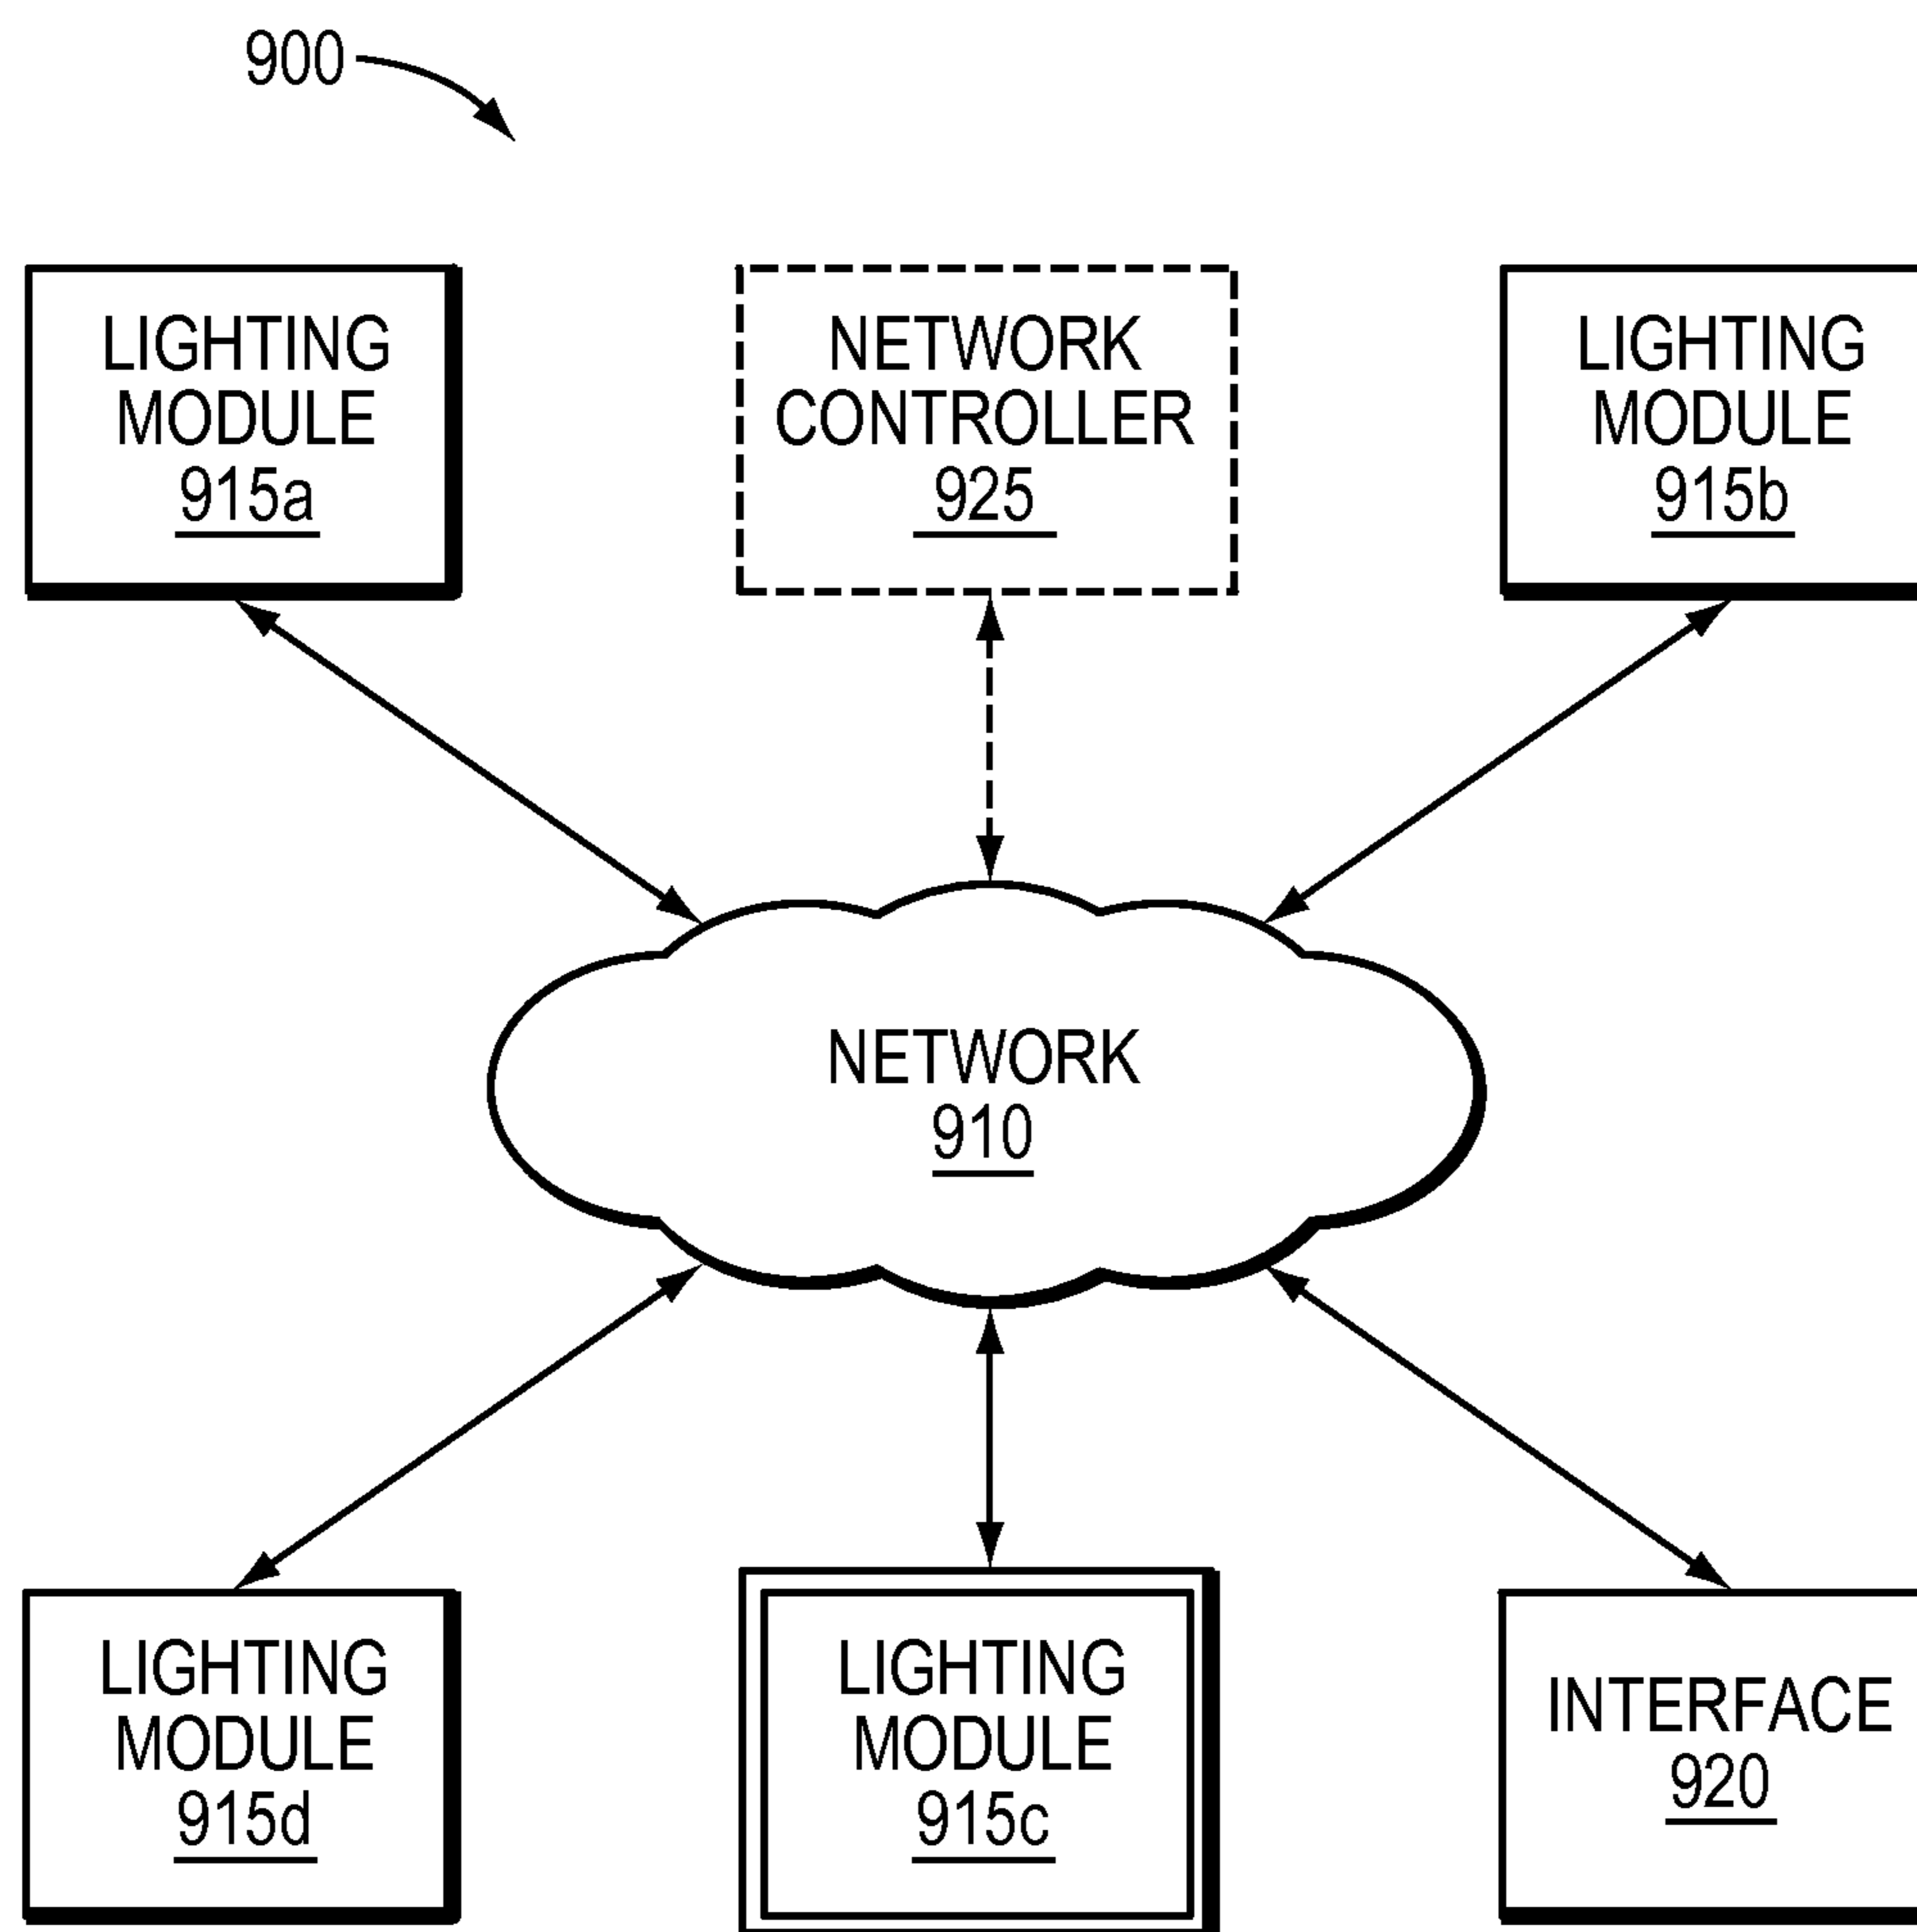 900
LIGHTING
MODULE
915a
NETWORK
CONTROLLER
925
LIGHTING
MODULE
915b
NETWORK
910
LIGHTING
MODULE
915d
LIGHTING
MODULE
915c
INTERFACE
920